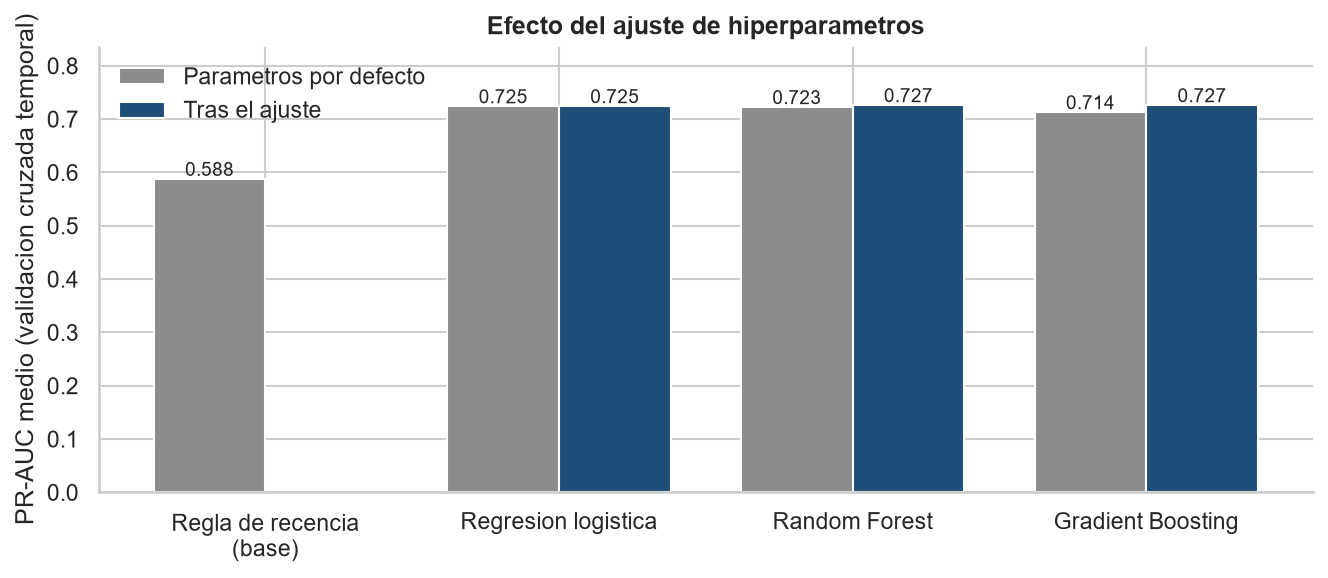 Efecto del ajuste de hiperparametros
PR-AUC medio (validacion cruzada temporal)
0.8
0.7
0.6
0.5
0.4
0.3
0.2
0.1
0.0
Parametros por defecto
Tras el ajuste
0.588
0.725
0.725
0.723
0.727
0.714
0.727
Regla de recencia
(base)
Regresion logistica
Random Forest
Gradient Boosting